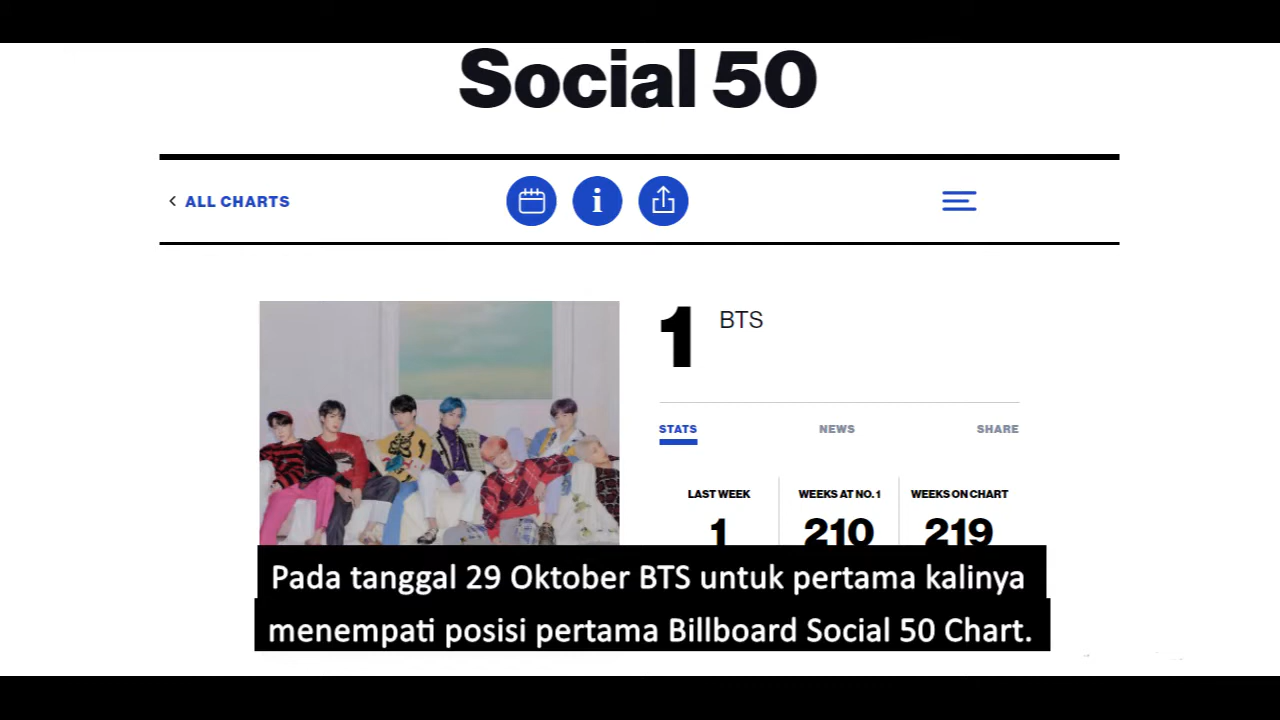 Social 50
ALL CHARTS
1 BTS
STATS NEWS SHARE
LAST WEEK WEEKS AT NO. 1 WEEKS ON CHART
1 210 219
Pada tanggal 29 Oktober BTS untuk pertama kalinya
menempati posisi pertama Billboard Social 50 Chart.